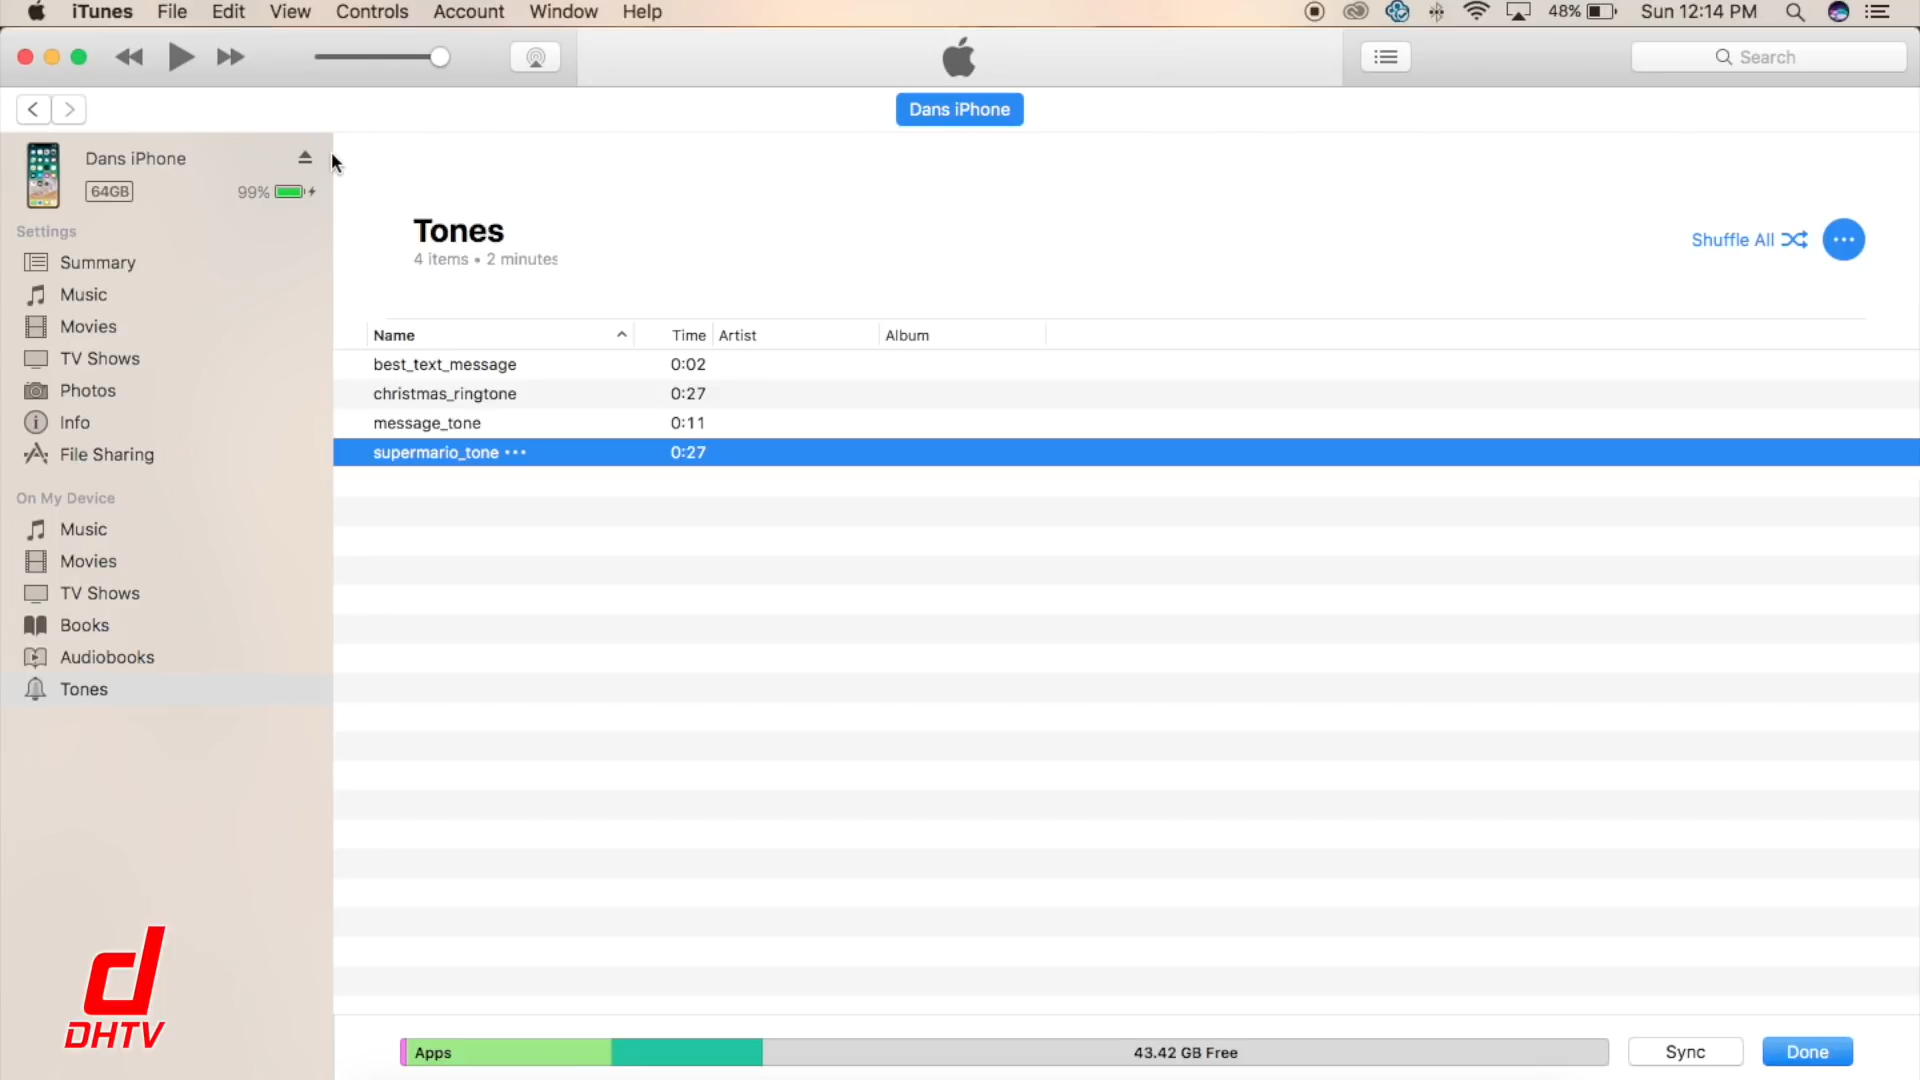 iTunes File Edit View Controls Account Window Help 48% Sun 12:14 PM
Search
Dans iPhone
Dans iPhone
64GB 99%
Settings
Summary
Music
Movies
TV Shows
Photos
Info
File Sharing
On My Device
Music
Movies
TV Shows
Books
Audiobooks
Tones
Tones
4 items • 2 minutes
Shuffle All
Name Time Artist Album
best_text_message 0:02
christmas_ringtone 0:27
message_tone 0:11
supermario_tone ••• 0:27
Apps 43.42 GB Free Sync Done
d
DHTV